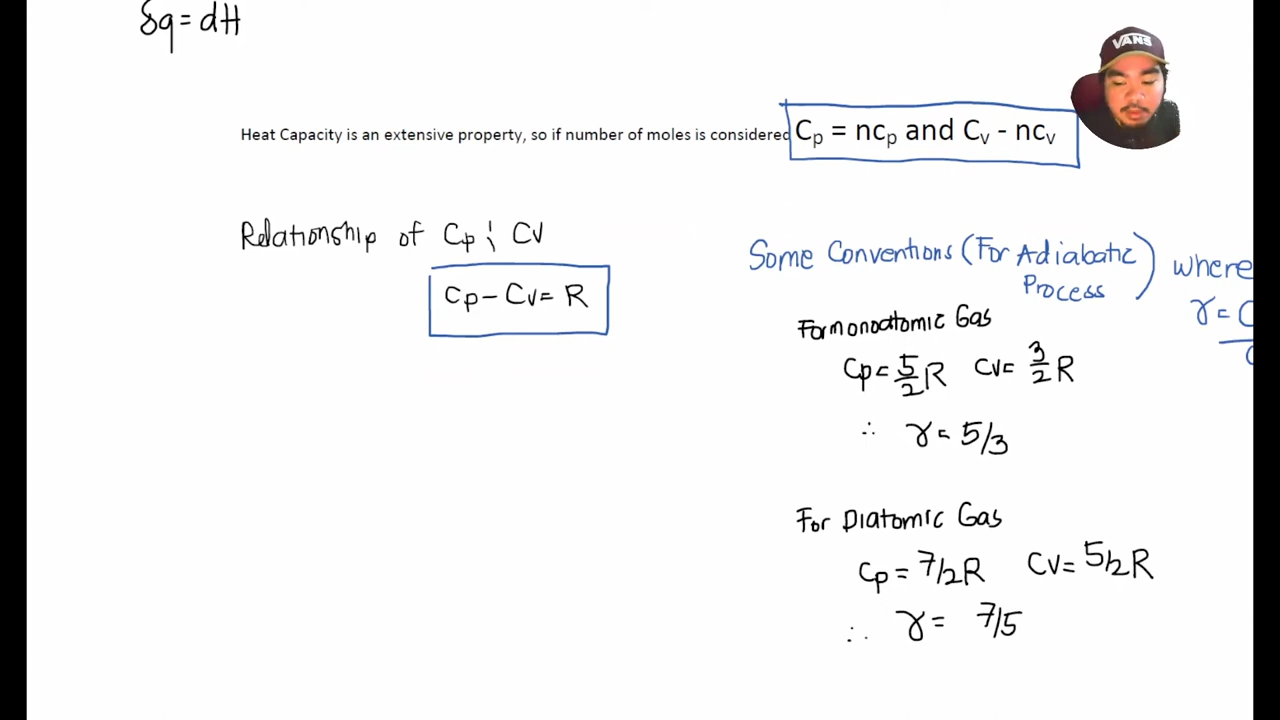 δq = dH
VANS
Heat Capacity is an extensive property, so if number of moles is considered Cp = ncp and Cv - ncv
Relationship of Cp & Cv
Cp – Cv = R
Some Conventions (For Adiabatic Process) where
γ = C
For monoatomic Gas
Cp = 5/2 R Cv = 3/2 R
∴ γ = 5/3
For Diatomic Gas
Cp = 7/2 R Cv = 5/2 R
∴ γ = 7/5